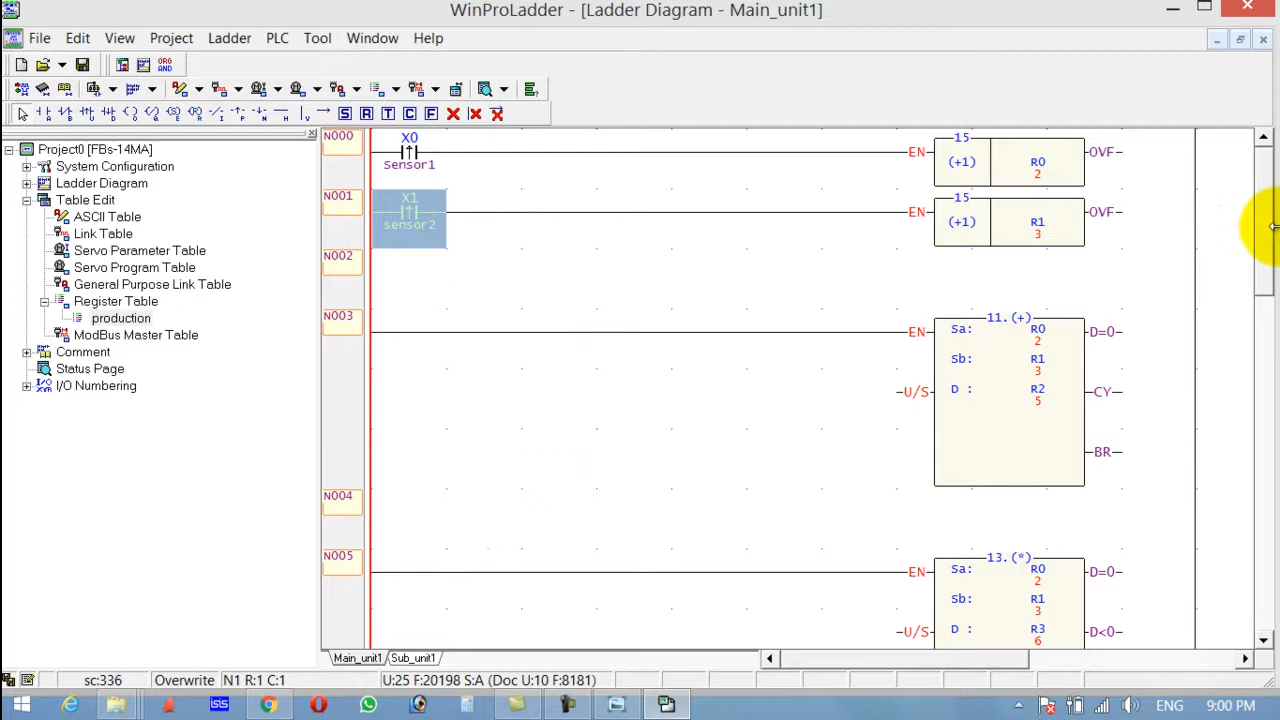 WinProLadder - [Ladder Diagram - Main_unit1]
File Edit View Project Ladder PLC Tool Window Help
ORG
AND
S R T C F
Project0 [FBs-14MA]
System Configuration
Ladder Diagram
Table Edit
ASCII Table
Link Table
Servo Parameter Table
Servo Program Table
General Purpose Link Table
Register Table
production
ModBus Master Table
Comment
Status Page
I/O Numbering
N000
X0
sensor1
EN
15
(+1)
R0
2
OVF
N001
X1
sensor2
EN
15
(+1)
R1
3
OVF
N002
N003
EN
11.(+)
Sa: R0
2
D=0
Sb: R1
3
U/S
D : R2
5
CY
BR
N004
N005
EN
13.(*)
Sa: R0
2
D=0
Sb: R1
3
U/S
D : R3
6
D<0
Main_unit1 Sub_unit1
sc:336 Overwrite N1 R:1 C:1 U:25 F:20198 S:A (Doc U:10 F:8181)
ISIS
ENG 9:00 PM